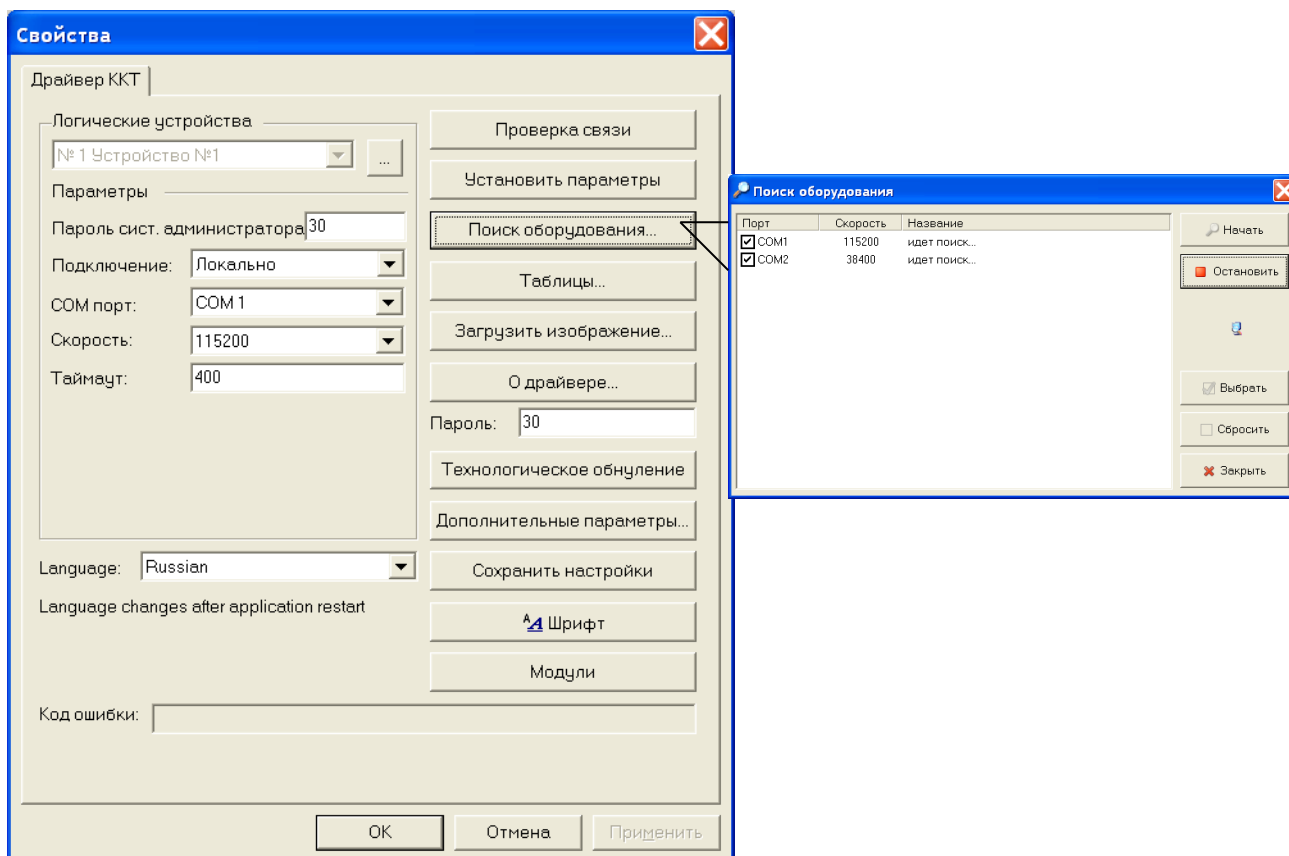 Свойства
Драйвер ККТ
Логические устройства
№ 1 Устройство №1
...
Параметры
Пароль сист. администратора 30
Подключение: Локально
COM порт: COM 1
Скорость: 115200
Таймаут: 400
Language: Russian
Language changes after application restart
Проверка связи
Установить параметры
Поиск оборудования...
Таблицы...
Загрузить изображение...
О драйвере...
Пароль: 30
Технологическое обнуление
Дополнительные параметры...
Сохранить настройки
AA Шрифт
Модули
Код ошибки:
OK
Отмена
Применить
Поиск оборудования
Порт Скорость Название
COM1 115200 идет поиск...
COM2 38400 идет поиск...
Начать
Остановить
Выбрать
Сбросить
Закрыть